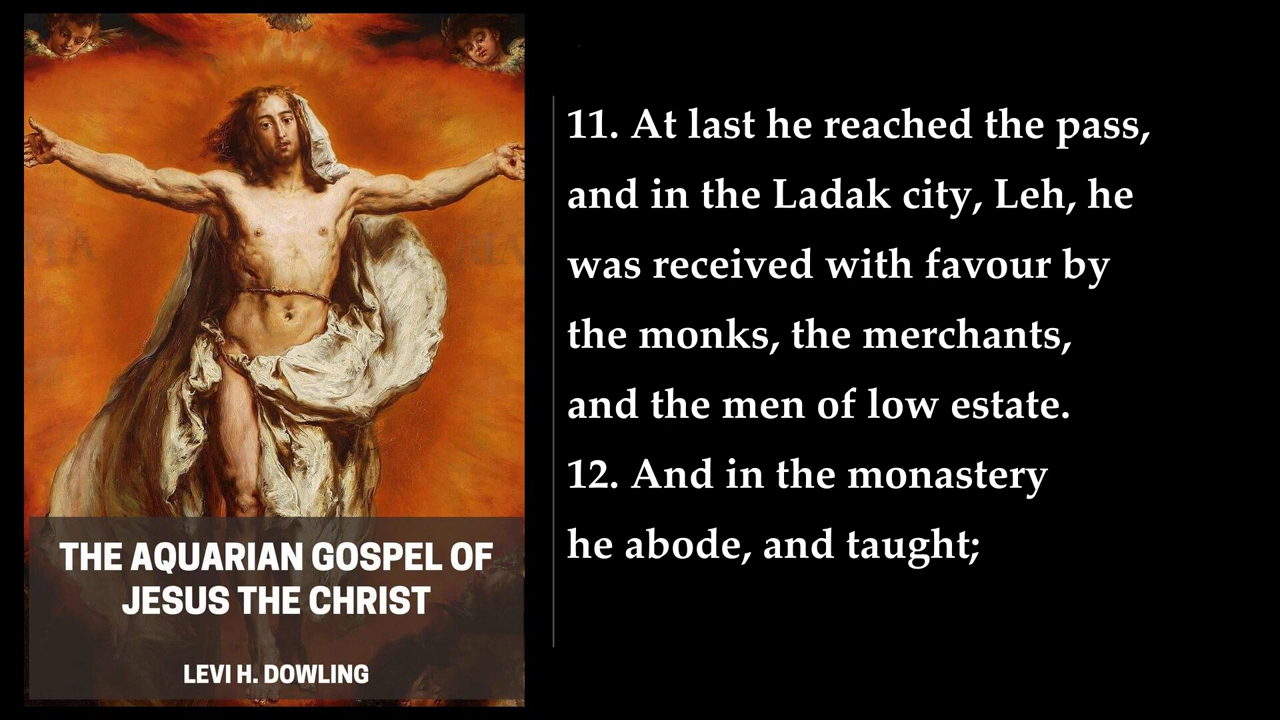 THE AQUARIAN GOSPEL OF
JESUS THE CHRIST
LEVI H. DOWLING
11. At last he reached the pass,
and in the Ladak city, Leh, he
was received with favour by
the monks, the merchants,
and the men of low estate.
12. And in the monastery
he abode, and taught;